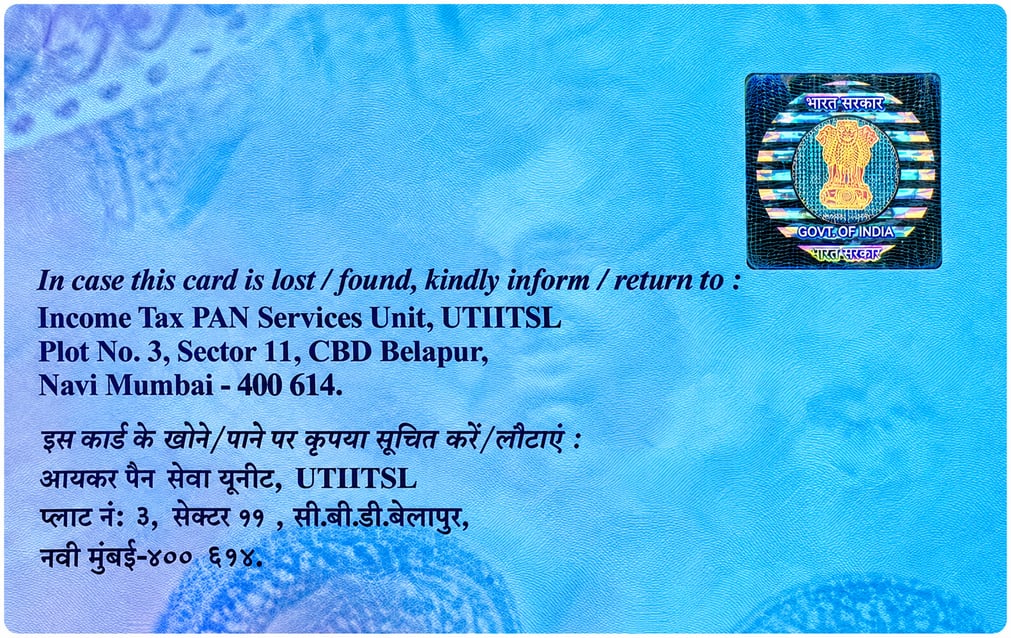 भारत सरकार
GOVT. OF INDIA
भारत सरकार
In case this card is lost / found, kindly inform / return to :
Income Tax PAN Services Unit, UTIITSL
Plot No. 3, Sector 11, CBD Belapur,
Navi Mumbai - 400 614.
इस कार्ड के खोने/पाने पर कृपया सूचित करें/लौटाएं :
आयकर पैन सेवा यूनीट, UTIITSL
प्लाट नं: ३, सेक्टर ११ , सी.बी.डी.बेलापुर,
नवी मुंबई-४०० ६१४.